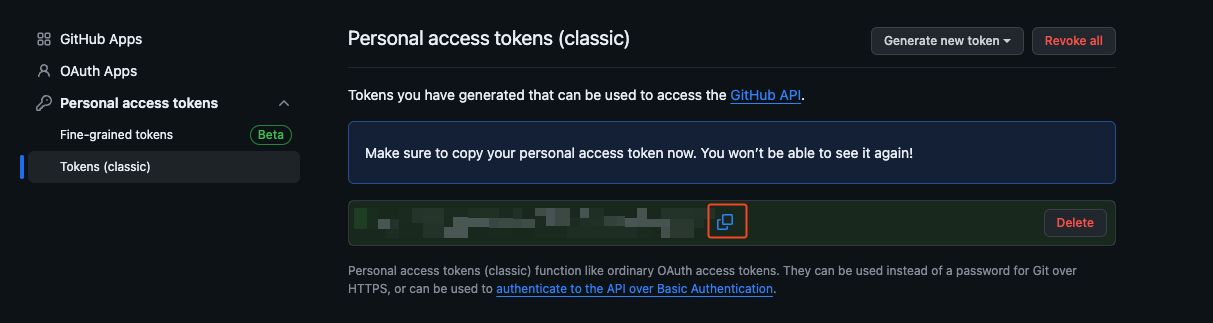 GitHub Apps
OAuth Apps
Personal access tokens
Fine-grained tokens Beta
Tokens (classic)
Personal access tokens (classic)
Generate new token
Revoke all
Tokens you have generated that can be used to access the GitHub API.
Make sure to copy your personal access token now. You won’t be able to see it again!
Delete
Personal access tokens (classic) function like ordinary OAuth access tokens. They can be used instead of a password for Git over
HTTPS, or can be used to authenticate to the API over Basic Authentication.